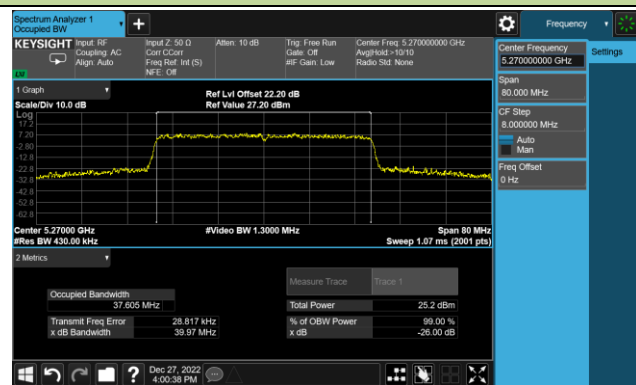 Spectrum Analyzer 1
Occupied BW
Frequency
KEYSIGHT
Input: RF
Coupling: AC
Align: Auto
Input Z: 50 Ω
Corr CCorr
Freq Ref: Int (S)
NFE: Off
Atten: 10 dB
Trig: Free Run
Gate: Off
#IF Gain: Low
Center Freq: 5.270000000 GHz
Avg|Hold:>10/10
Radio Std: None
Center Frequency
5.270000000 GHz
Settings
Span
80.000 MHz
CF Step
8.000000 MHz
Auto
Man
Freq Offset
0 Hz
1 Graph
Scale/Div 10.0 dB
Ref Lvl Offset 22.20 dB
Ref Value 27.20 dBm
Log
17.2
7.20
-2.80
-12.8
-22.8
-32.8
-42.8
-52.8
-62.8
Center 5.27000 GHz
#Res BW 430.00 kHz
#Video BW 1.3000 MHz
Span 80 MHz
Sweep 1.07 ms (2001 pts)
2 Metrics
Measure Trace
Trace 1
Occupied Bandwidth
37.605 MHz
Total Power
25.2 dBm
Transmit Freq Error
28.817 kHz
% of OBW Power
99.00 %
x dB Bandwidth
39.97 MHz
x dB
-26.00 dB
?
Dec 27, 2022
4:00:38 PM